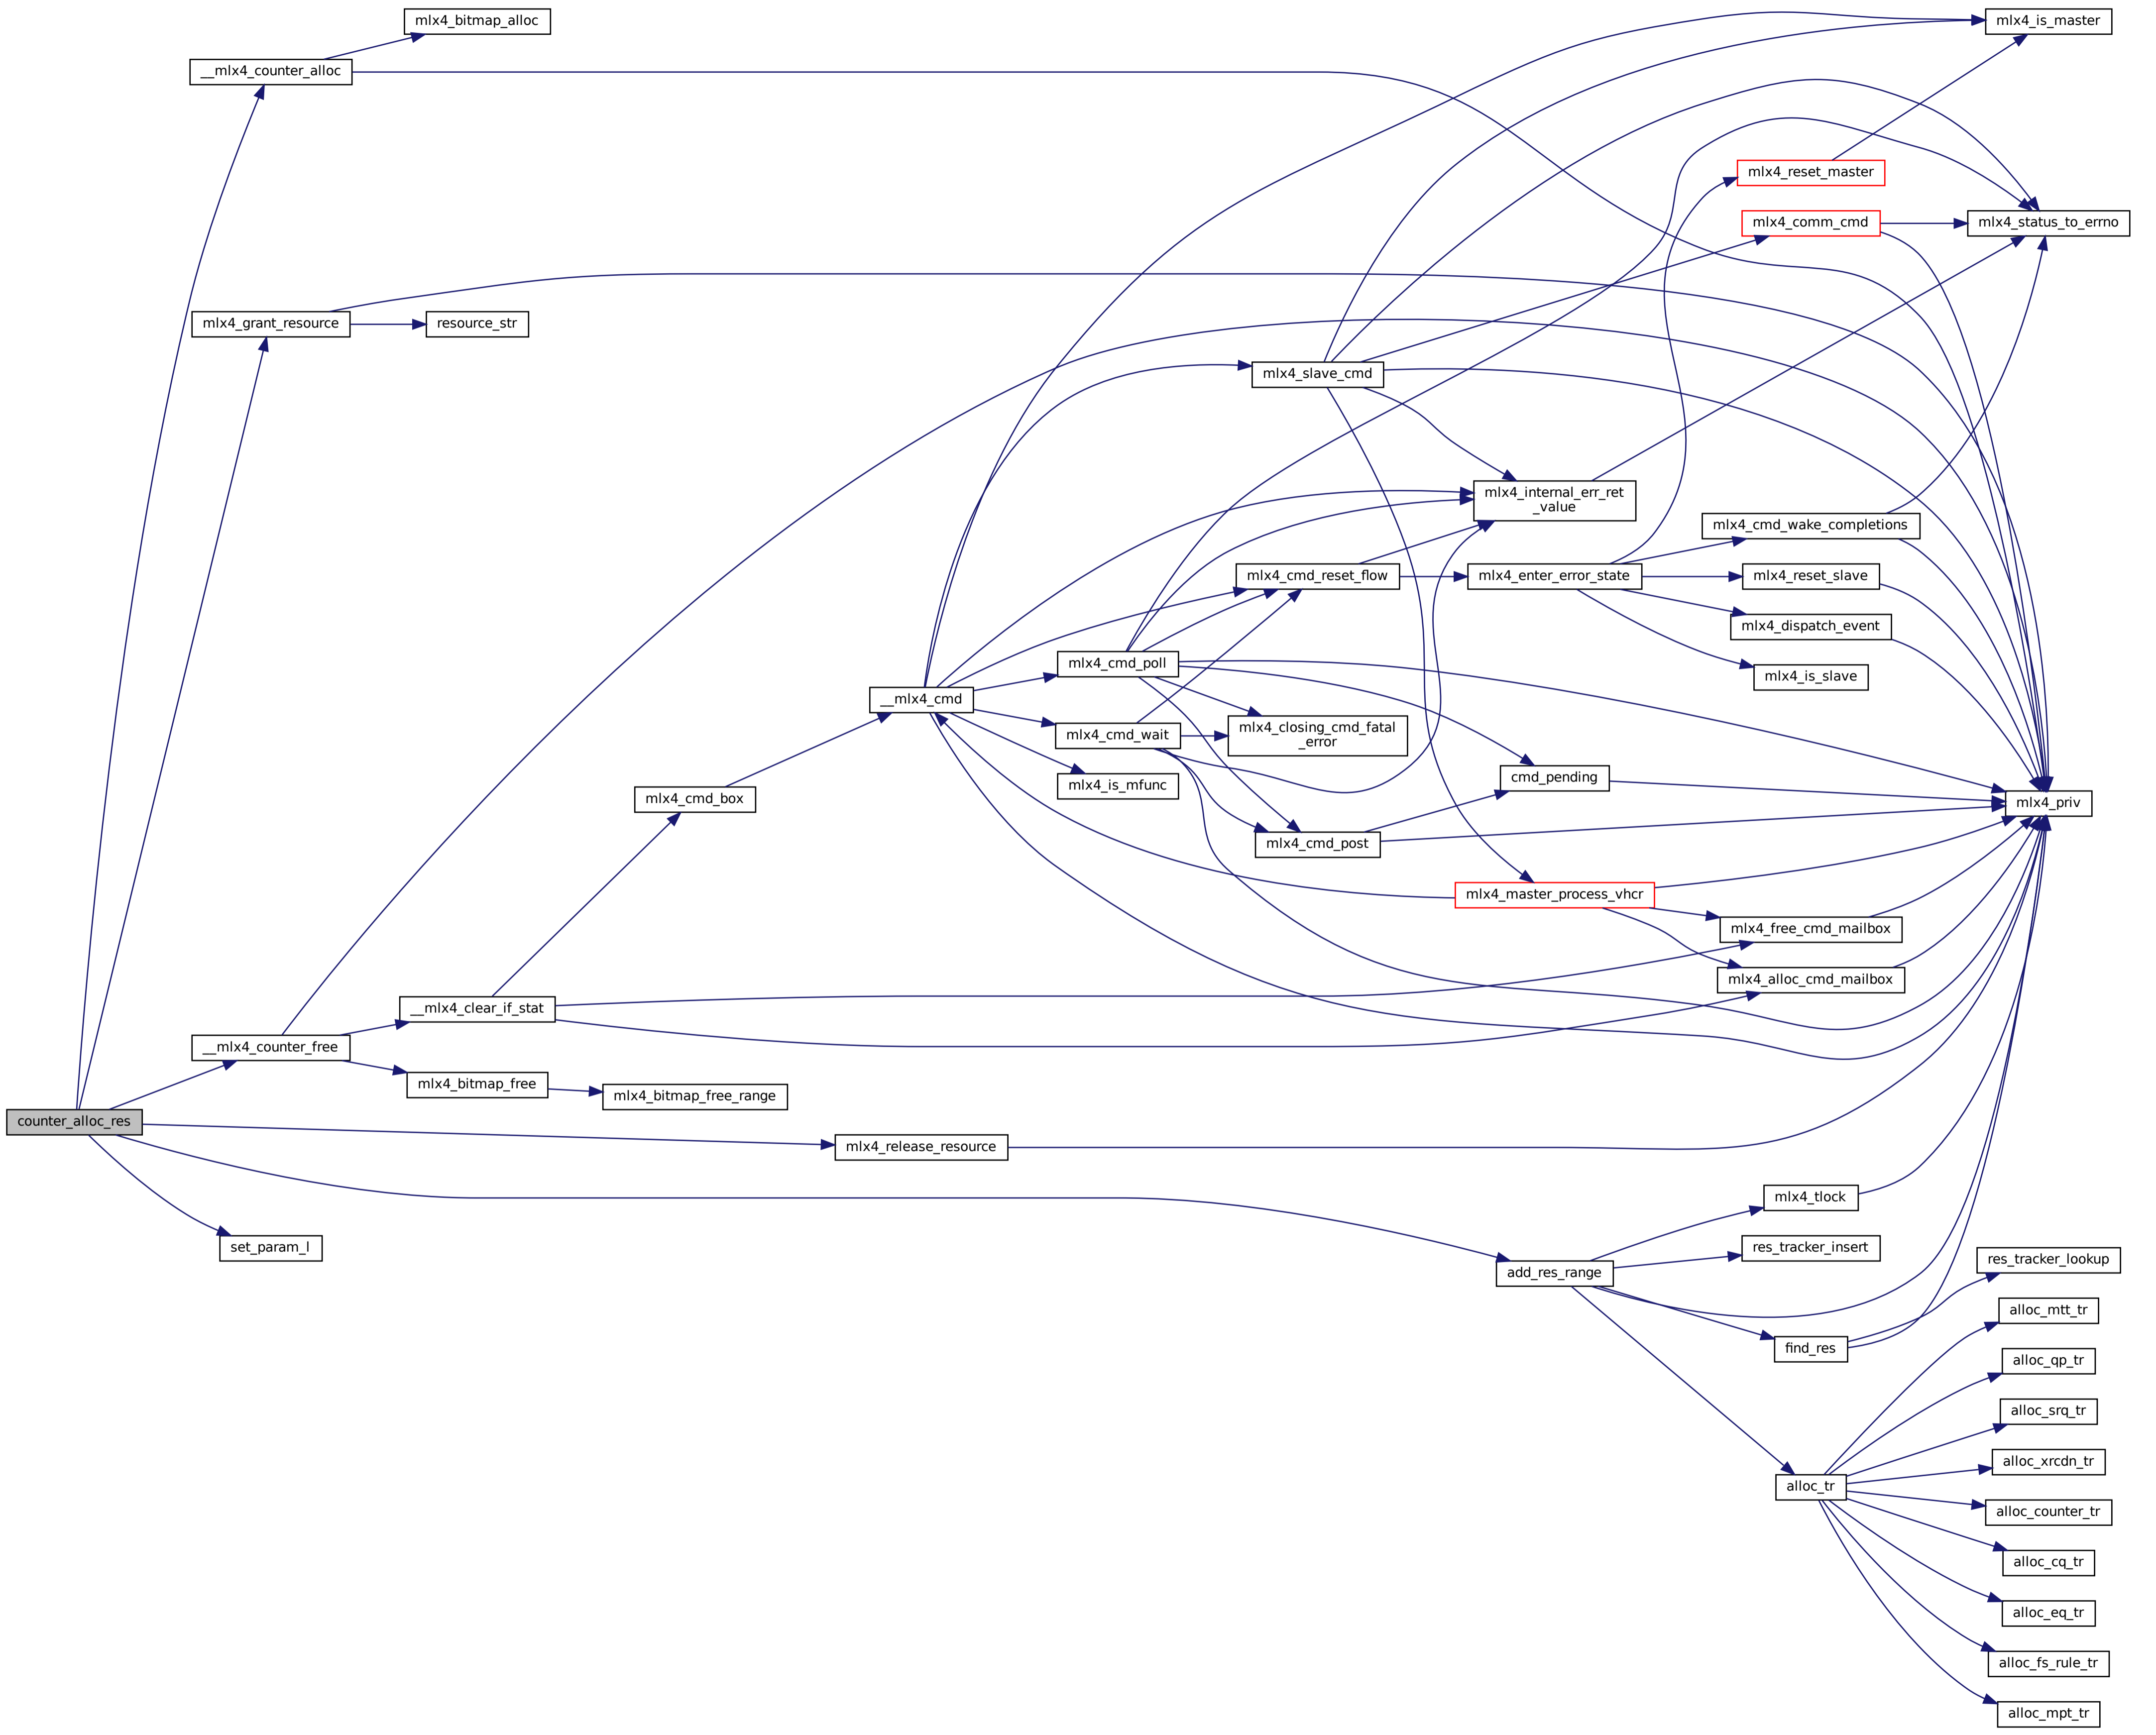 mlx4_bitmap_alloc
mlx4_is_master
__mlx4_counter_alloc
mlx4_reset_master
mlx4_comm_cmd
mlx4_status_to_errno
mlx4_grant_resource
resource_str
mlx4_slave_cmd
mlx4_internal_err_ret
_value
mlx4_cmd_wake_completions
mlx4_cmd_reset_flow
mlx4_enter_error_state
mlx4_reset_slave
mlx4_dispatch_event
mlx4_cmd_poll
mlx4_is_slave
__mlx4_cmd
mlx4_cmd_wait
mlx4_closing_cmd_fatal
_error
mlx4_is_mfunc
cmd_pending
mlx4_cmd_box
mlx4_priv
mlx4_cmd_post
mlx4_master_process_vhcr
mlx4_free_cmd_mailbox
mlx4_alloc_cmd_mailbox
__mlx4_clear_if_stat
__mlx4_counter_free
mlx4_bitmap_free
mlx4_bitmap_free_range
counter_alloc_res
mlx4_release_resource
mlx4_tlock
set_param_l
res_tracker_insert
res_tracker_lookup
add_res_range
alloc_mtt_tr
find_res
alloc_qp_tr
alloc_srq_tr
alloc_xrcdn_tr
alloc_tr
alloc_counter_tr
alloc_cq_tr
alloc_eq_tr
alloc_fs_rule_tr
alloc_mpt_tr